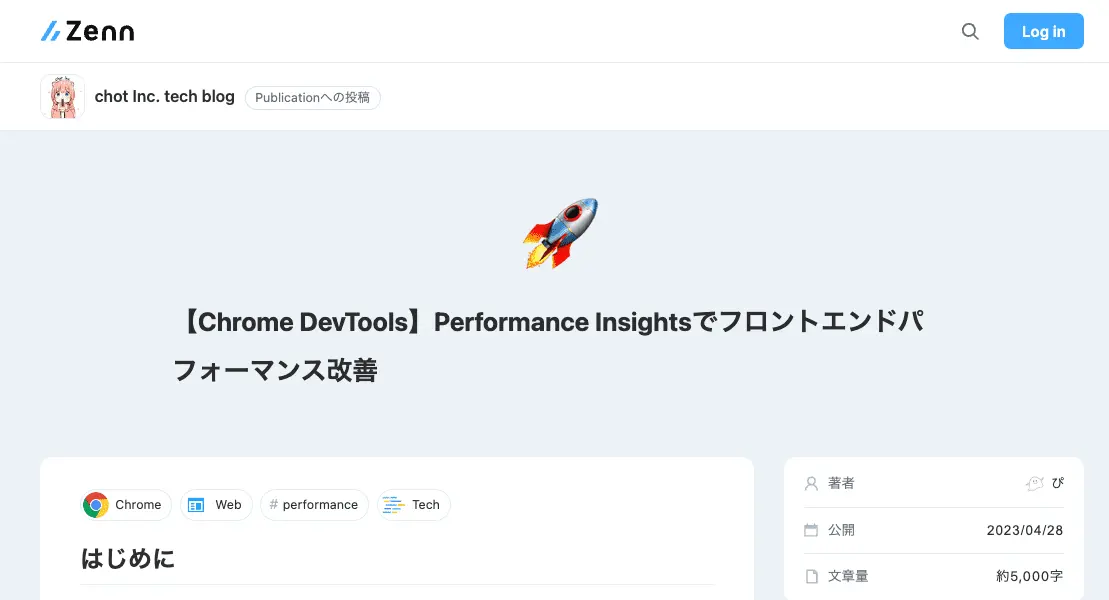 Zenn
Log in
chot Inc. tech blog Publicationへの投稿
【Chrome DevTools】Performance Insightsでフロントエンドパ
フォーマンス改善
Chrome Web # performance Tech
はじめに
著者 ぴ
公開 2023/04/28
文章量 約5,000字